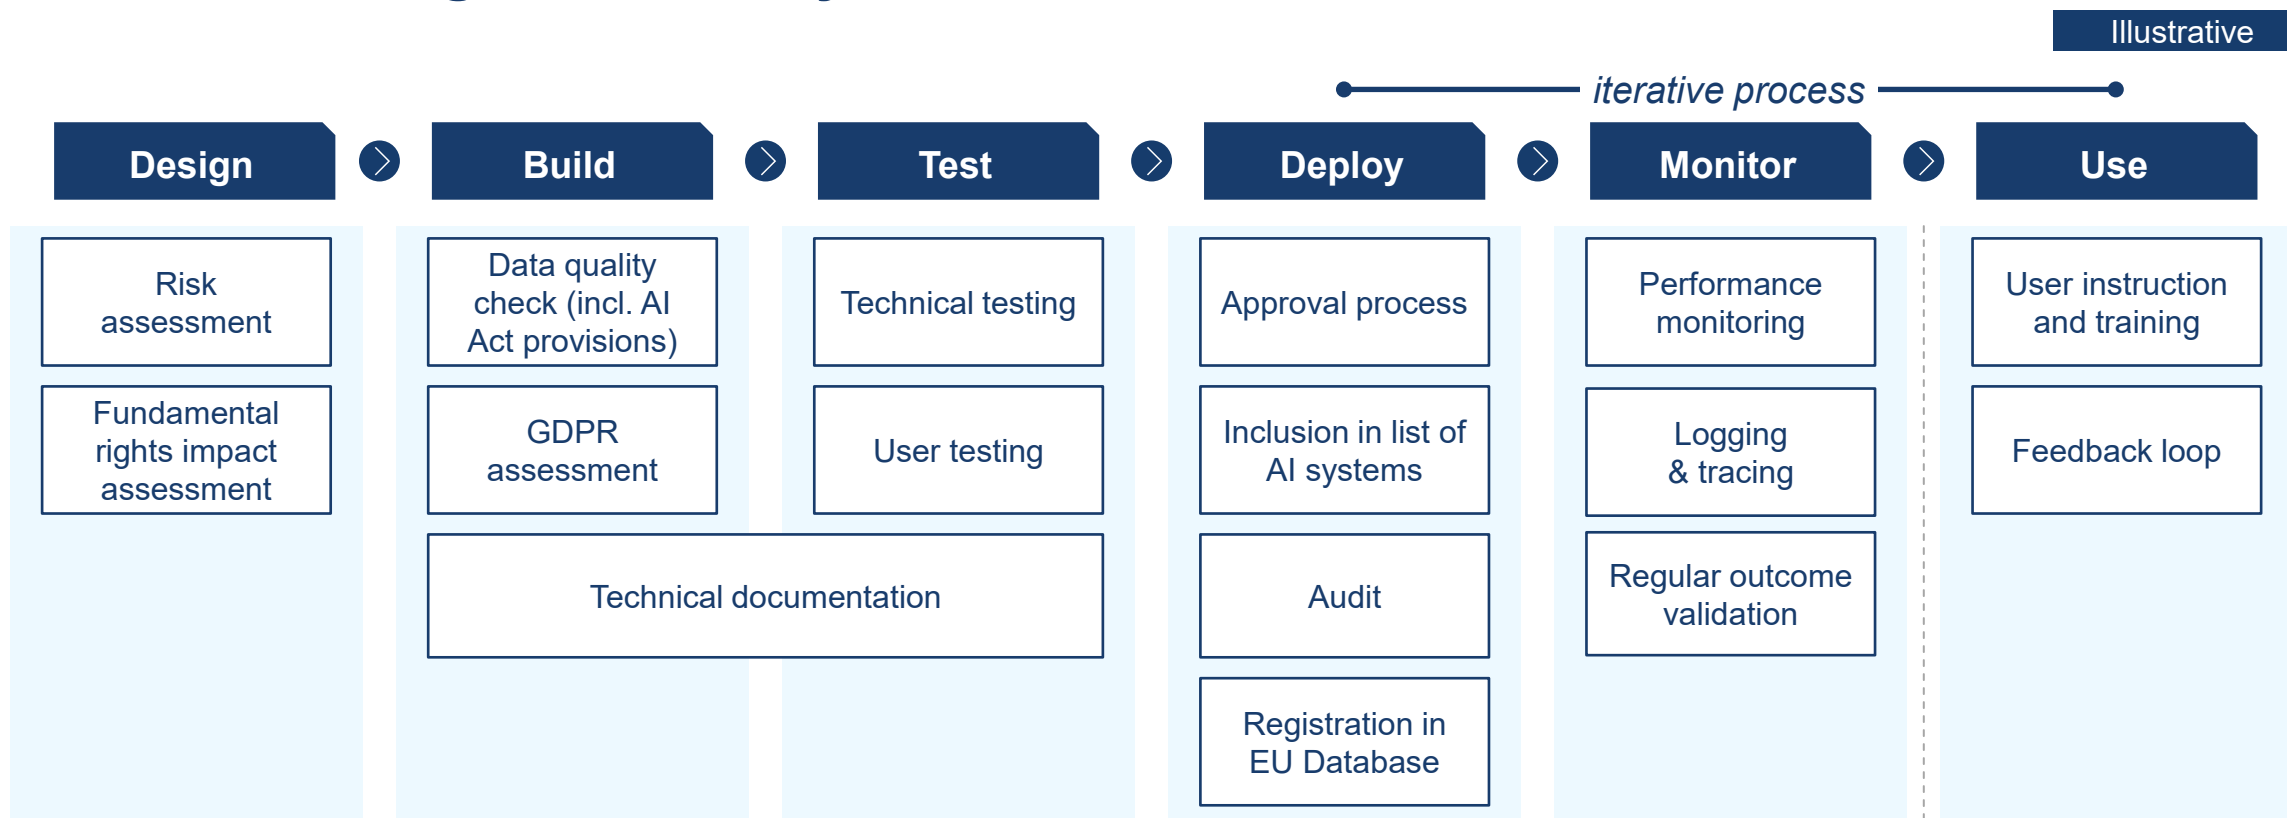 Illustrative
iterative process
Design
Build
Test
Deploy
Monitor
Use
Risk
assessment
Fundamental
rights impact
assessment
Data quality
check (incl. AI
Act provisions)
GDPR
assessment
Technical testing
User testing
Technical documentation
Approval process
Inclusion in list of
AI systems
Audit
Registration in
EU Database
Performance
monitoring
Logging
& tracing
Regular outcome
validation
User instruction
and training
Feedback loop